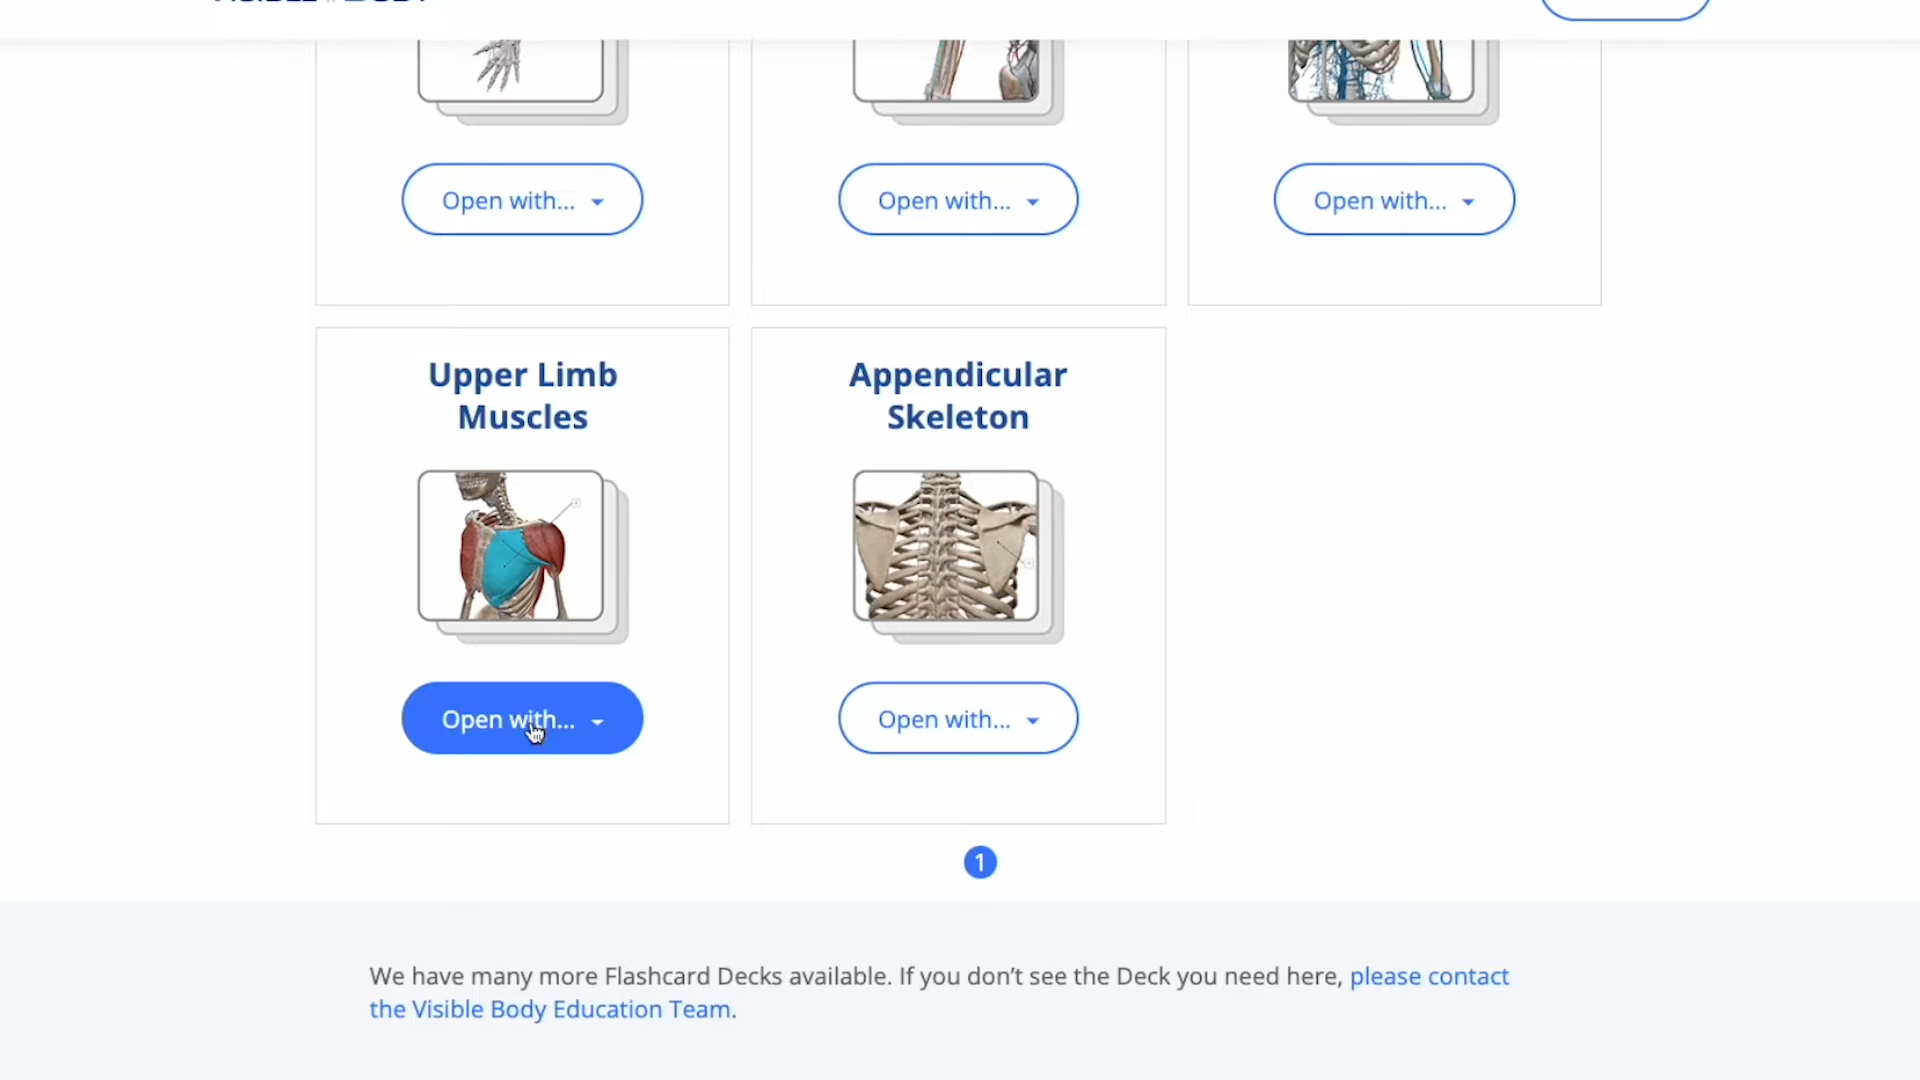 Open with...
Open with...
Open with...
Upper Limb
Muscles
Appendicular
Skeleton
Open with...
Open with...
1
We have many more Flashcard Decks available. If you don’t see the Deck you need here, please contact
the Visible Body Education Team.